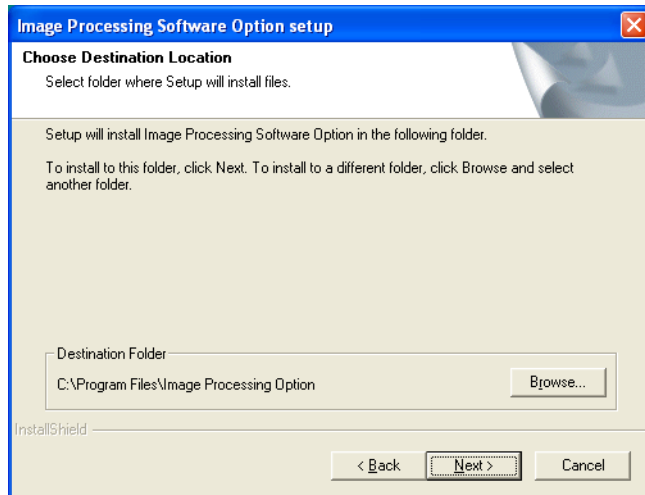 Image Processing Software Option setup
Choose Destination Location
Select folder where Setup will install files.
Setup will install Image Processing Software Option in the following folder.
To install to this folder, click Next. To install to a different folder, click Browse and select
another folder.
Destination Folder
C:\Program Files\Image Processing Option
Browse...
InstallShield
< Back
Next >
Cancel